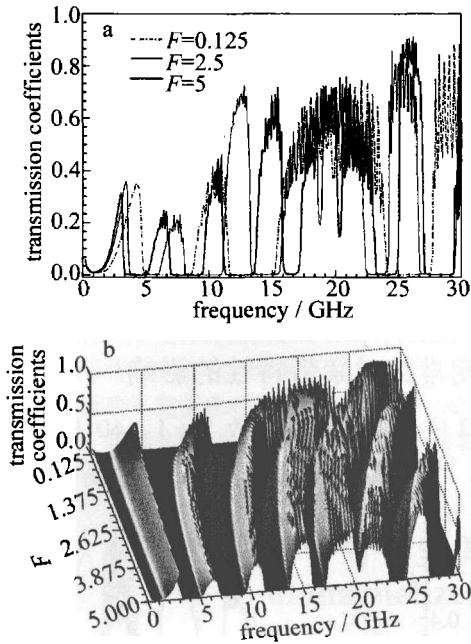 a
F=0.125
F=2.5
F=5
transmission coefficients
1.0
0.8
0.6
0.4
0.2
0.0
0 5 10 15 20 25 30
frequency / GHz
b
transmission
coefficients
1.0
0.5
0.0
0.125
1.375
2.625
3.875
5.000
F
0 5 10 15 20 25 30
frequency / GHz